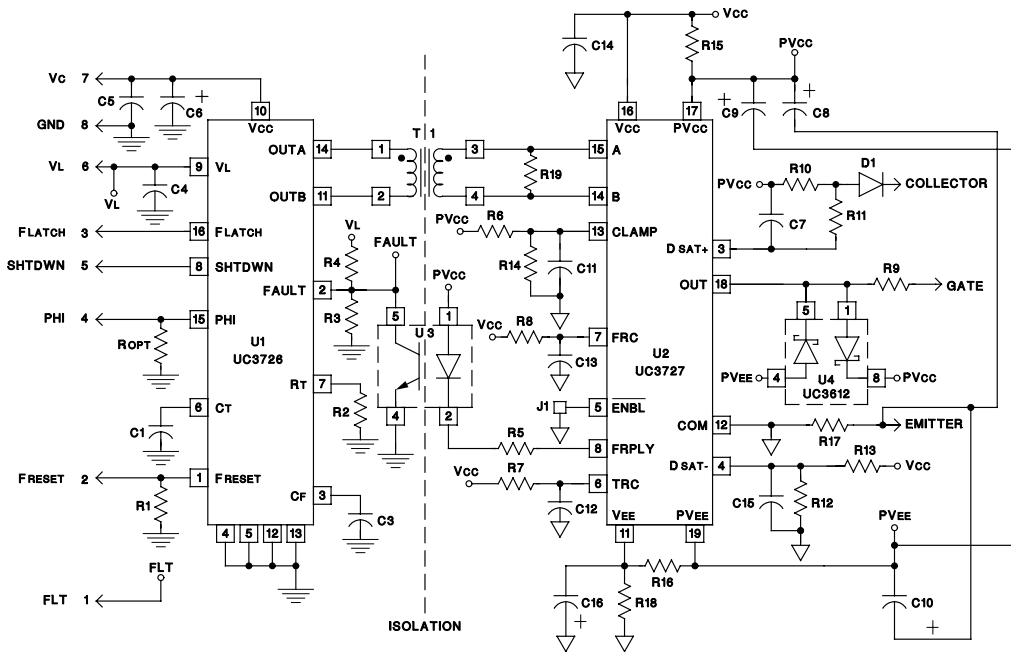 VCC
C14
R15
PVCC
VC 7
C5
C6
+
10
VCC
16
VCC
17
PVCC
+
C9
+
C8
GND 8
T 1
OUTA 14
1
3
15 A
R19
VL 6
9 VL
C4
VL
OUTB 11
2
4
14 B
PVCC
R10
D1
COLLECTOR
C7
R11
FLATCH 3
16 FLATCH
VL
FAULT
PVCC
R6
13 CLAMP
R14
C11
DSAT+ 3
SHTDWN 5
8 SHTDWN
R4
FAULT 2
R3
PVCC
OUT 18
R9
GATE
PHI 4
15 PHI
ROPT
U1
UC3726
5
U3
1
VCC
R8
7 FRC
C13
U2
UC3727
5
1
PVEE
4
U4
UC3612
8
PVCC
RT 7
R2
4
2
J1
5 ENBL
6 CT
C1
COM 12
R17
EMITTER
R5
8 FRPLY
DSAT- 4
R13
VCC
FRESET 2
1 FRESET
R1
CF 3
C3
VCC
R7
6 TRC
C12
C15
R12
4
5
12
13
VEE
11
PVEE
19
PVEE
FLT
R16
FLT 1
C16
+
R18
C10
+
ISOLATION